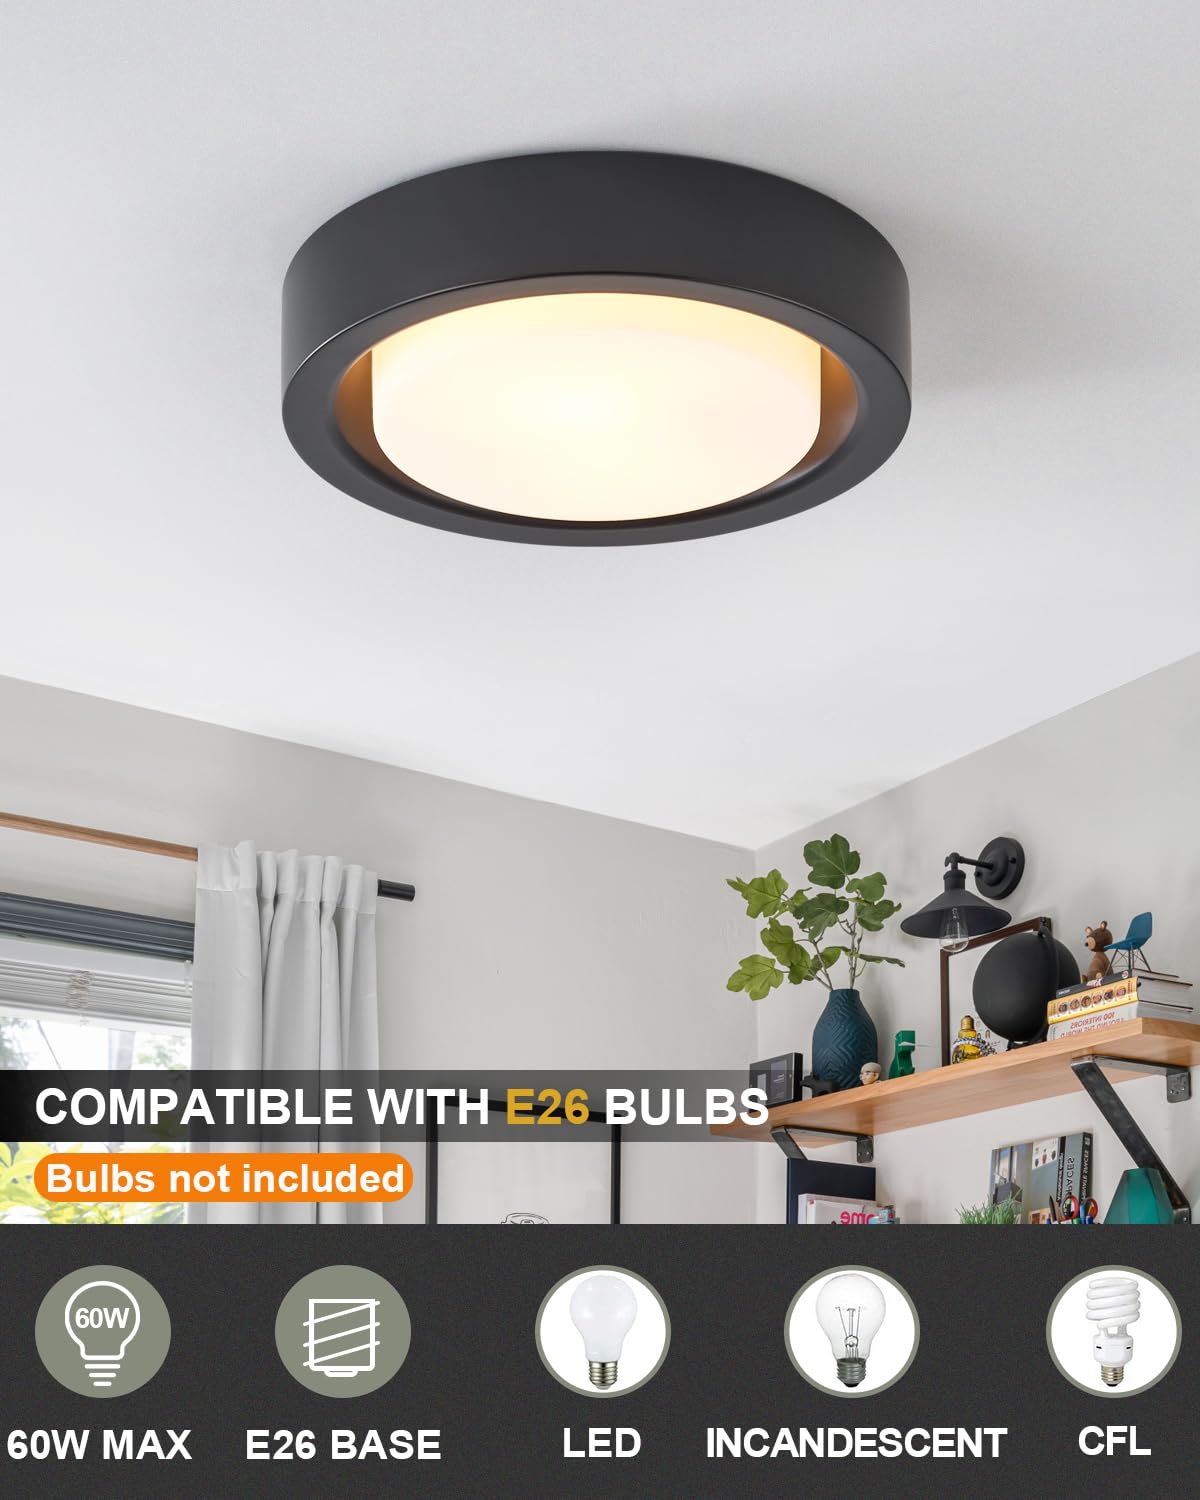 COMPATIBLE WITH E26 BULBS
Bulbs not included
60W
60W MAX
E26 BASE
LED
INCANDESCENT
CFL